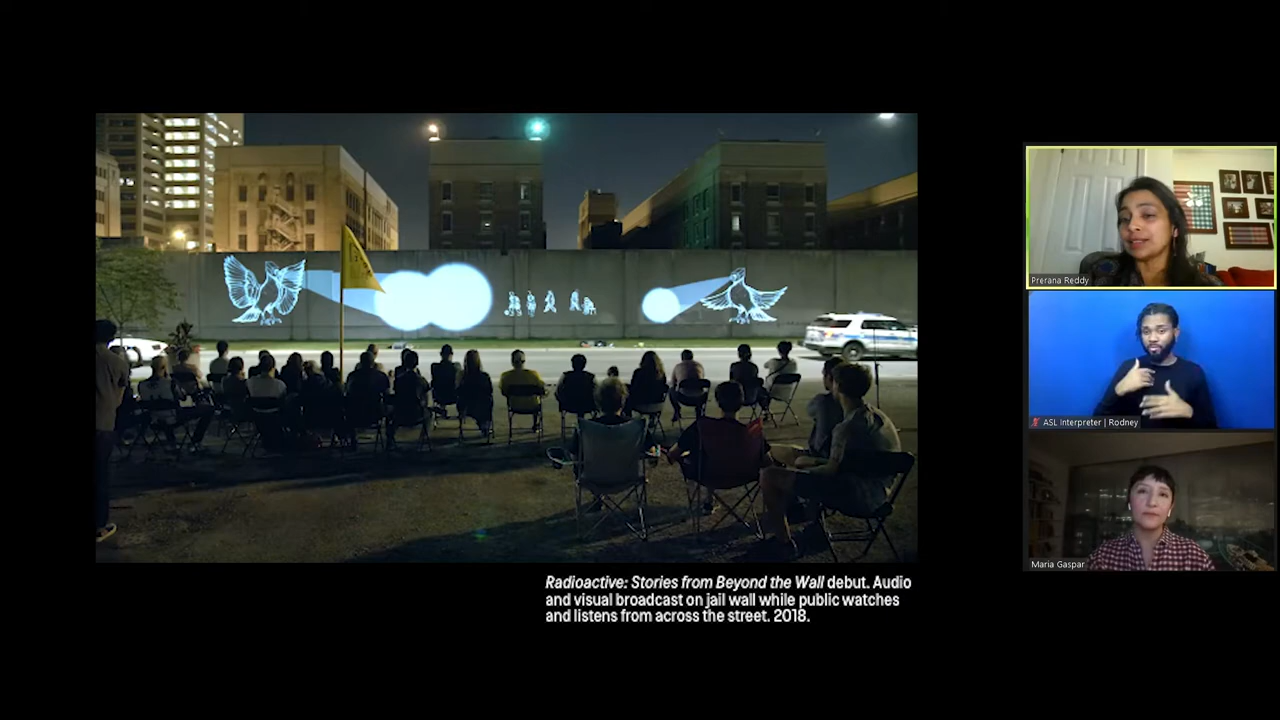 Radioactive: Stories from Beyond the Wall debut. Audio
and visual broadcast on jail wall while public watches
and listens from across the street. 2018.
Prerana Reddy
ASL Interpreter | Rodney
Maria Gaspar